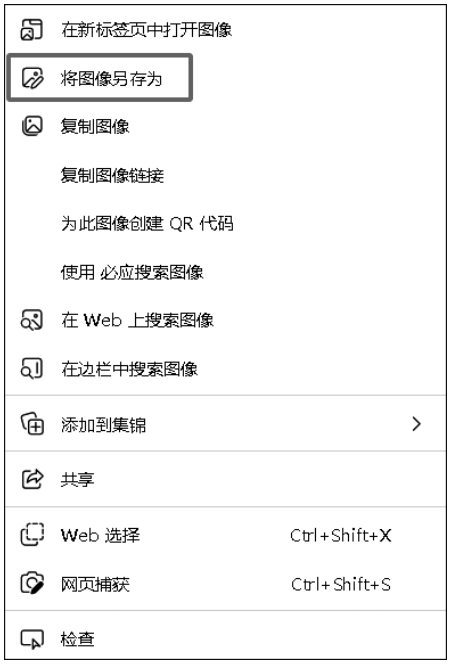 在新标签页中打开图像
将图像另存为
复制图像
复制图像链接
为此图像创建 QR 代码
使用 必应搜索图像
在 Web 上搜索图像
在边栏中搜索图像
添加到集锦
共享
Web 选择 Ctrl+Shift+X
网页捕获 Ctrl+Shift+S
检查